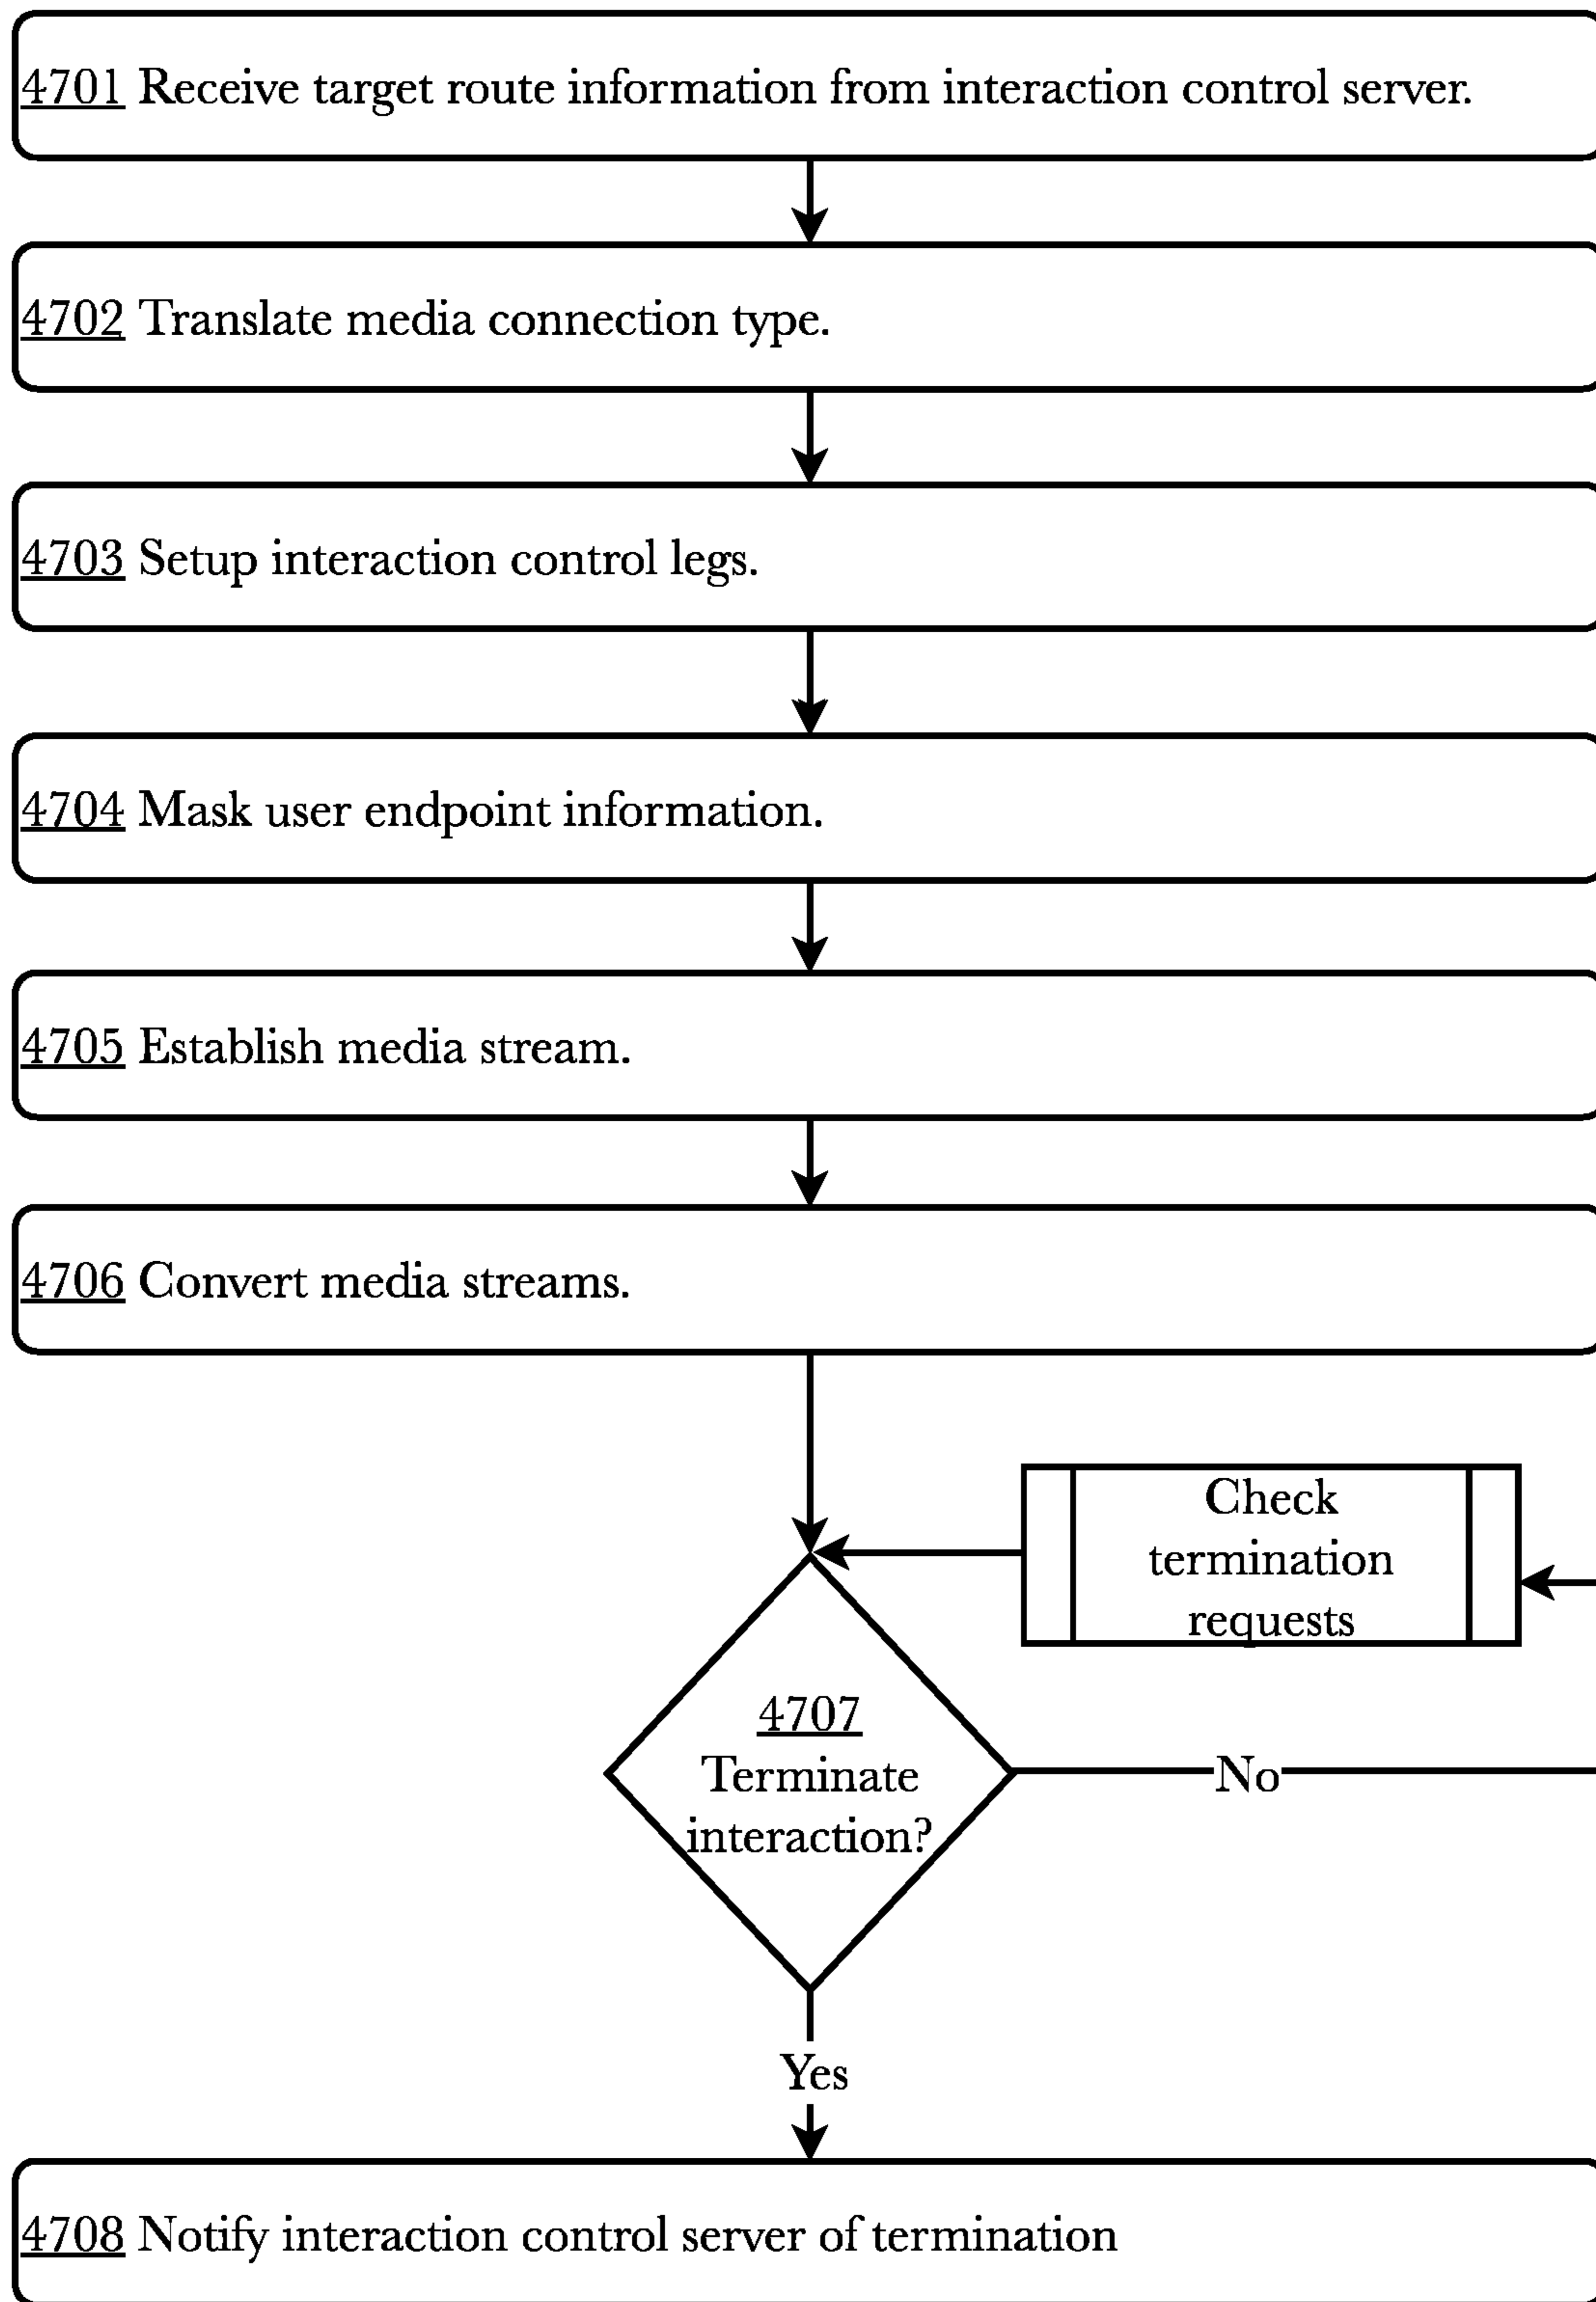 4701 Receive target route information from interaction control server.
4702 Translate media connection type.
4703 Setup interaction control legs.
4704 Mask user endpoint information.
4705 Establish media stream.
4706 Convert media streams.
Check
termination
requests
4707
Terminate
interaction?
No
Yes
4708 Notify interaction control server of termination